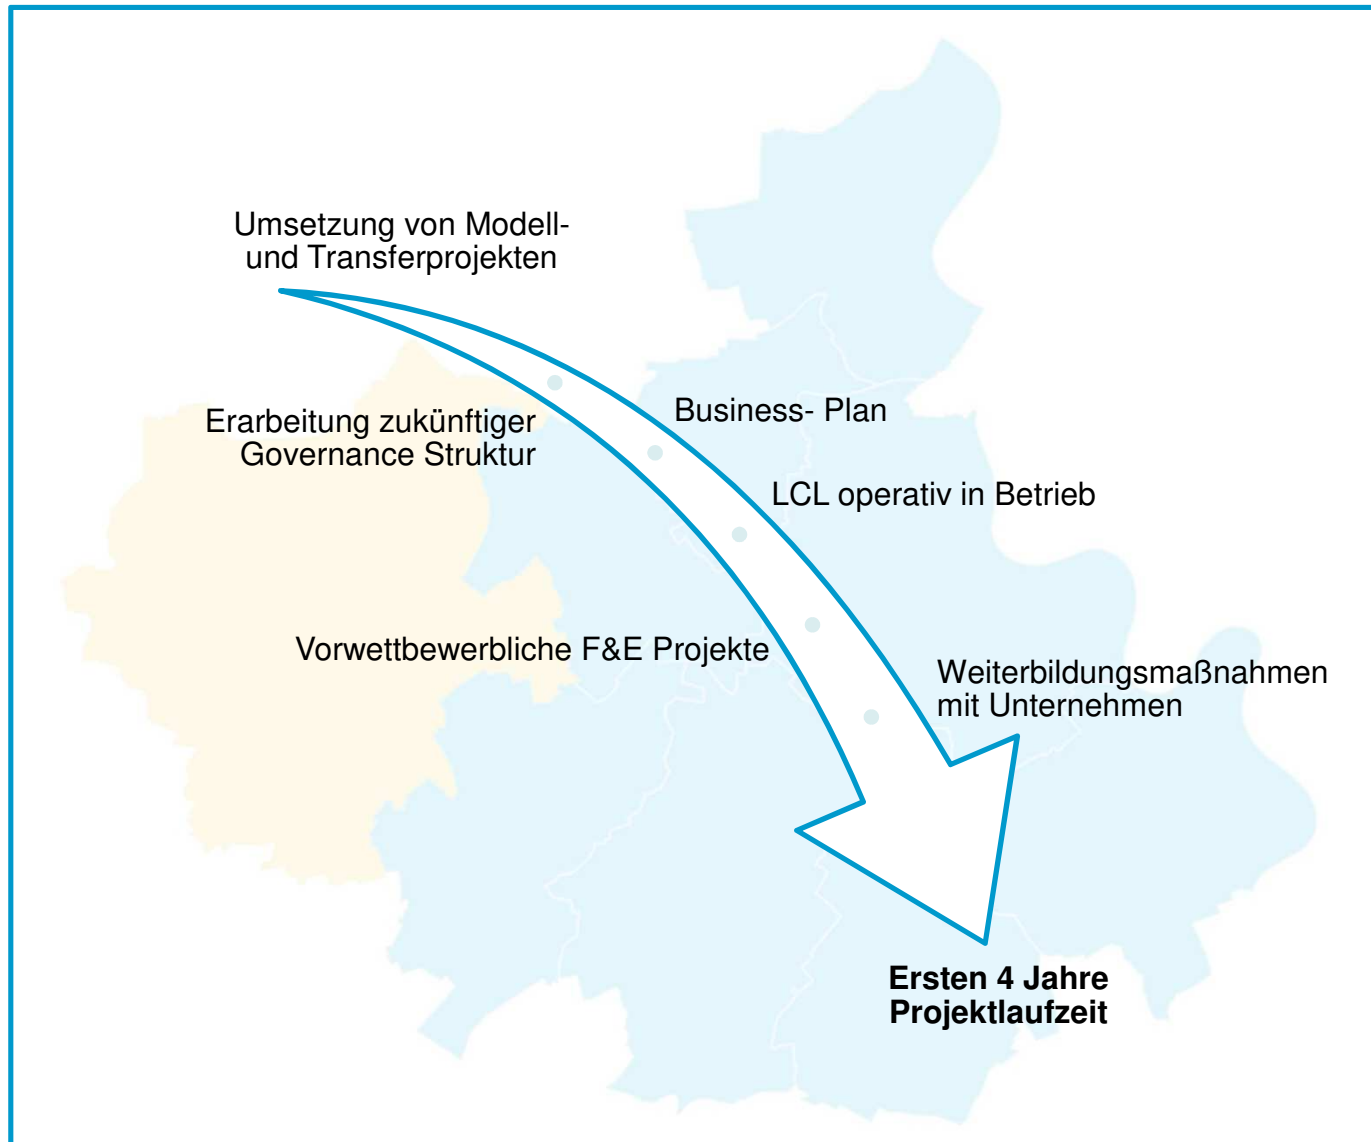 Umsetzung von Modell-
und Transferprojekten
Erarbeitung zukünftiger
Governance Struktur
Business- Plan
LCL operativ in Betrieb
Vorwettbewerbliche F&E Projekte
Weiterbildungsmaßnahmen
mit Unternehmen
Ersten 4 Jahre
Projektlaufzeit